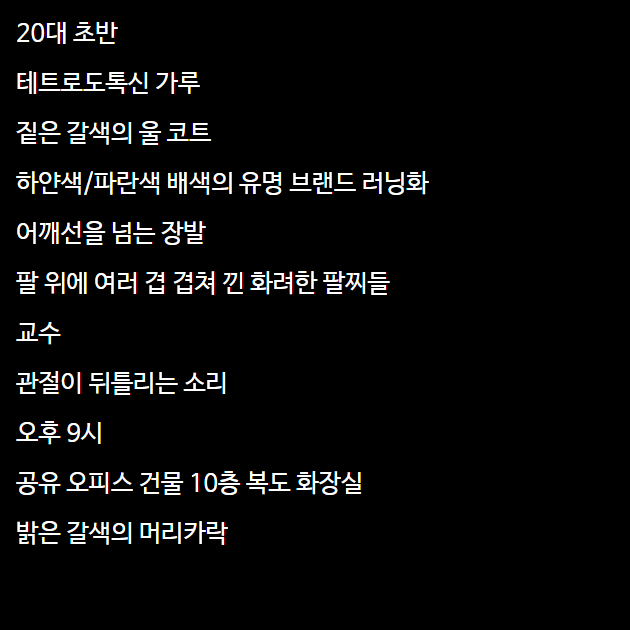 20대 초반
테트로도톡신 가루
짙은 갈색의 울 코트
하얀색/파란색 배색의 유명 브랜드 러닝화
어깨선을 넘는 장발
팔 위에 여러 겹 겹쳐 낀 화려한 팔찌들
교수
관절이 뒤틀리는 소리
오후 9시
공유 오피스 건물 10층 복도 화장실
밝은 갈색의 머리카락